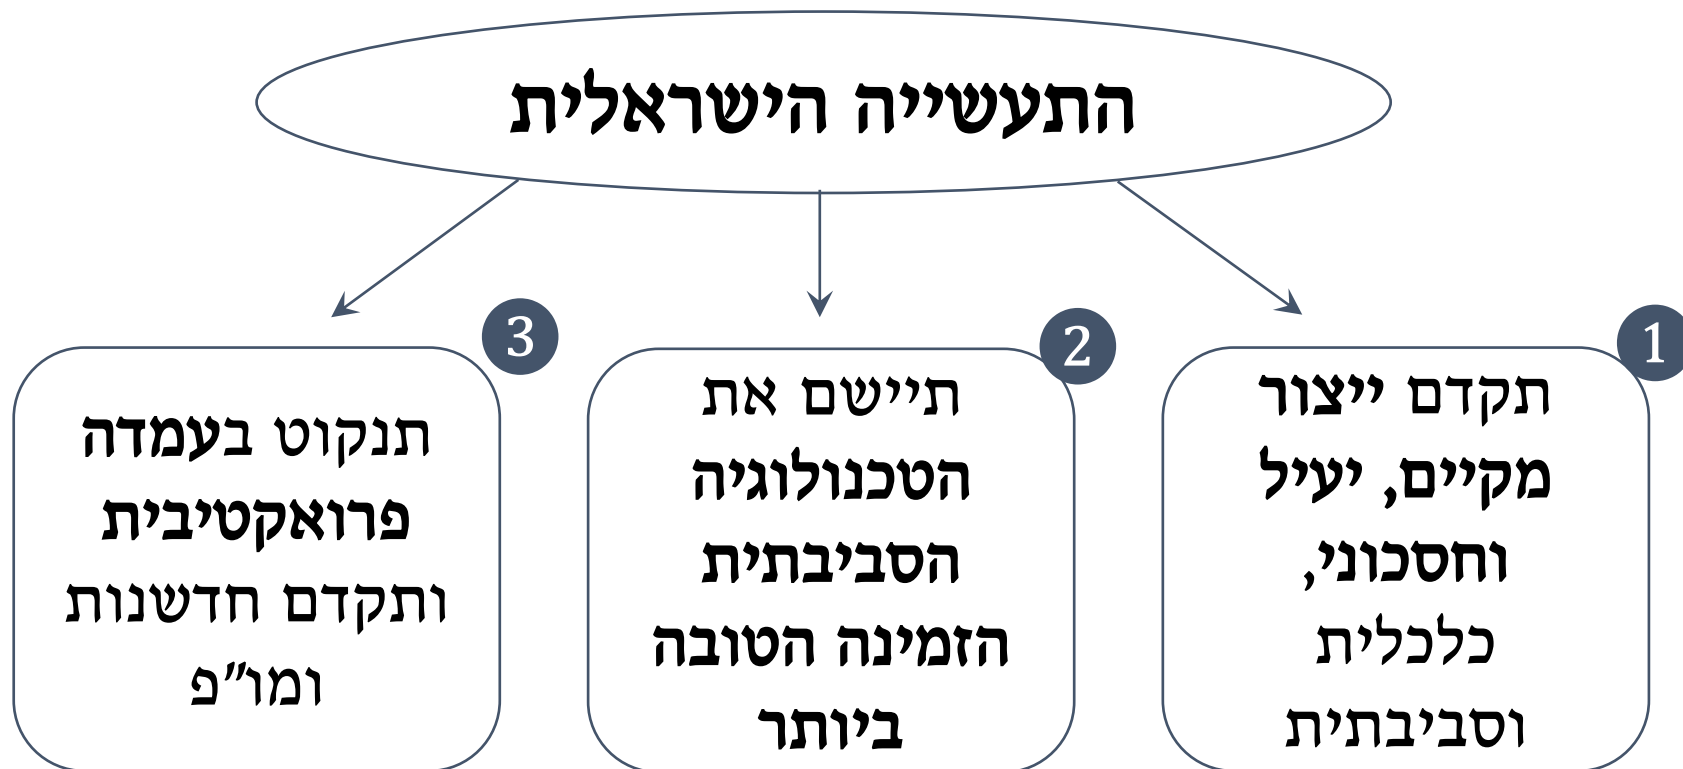 התעשייה הישראלית
1
תקדם ייצור
מקיים, יעיל
וחסכוני,
כלכלית
וסביבתית
2
תיישם את
הטכנולוגיה
הסביבתית
הזמינה הטובה
ביותר
3
תנקוט בעמדה
פרואקטיבית
ותקדם חדשנות
ומו״פ